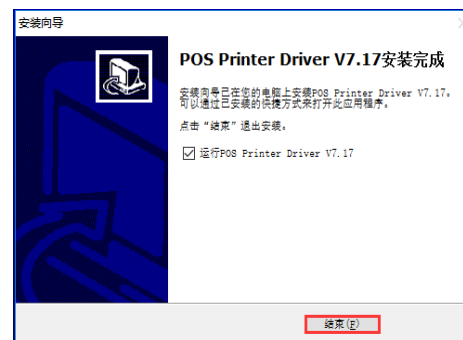 安装向导
POS Printer Driver V7.17安装完成
安装向导已在您的电脑上安装POS Printer Driver V7.17。
可以通过已安装的快捷方式来打开此应用程序。
点击“结束”退出安装。
运行POS Printer Driver V7.17
结束(F)